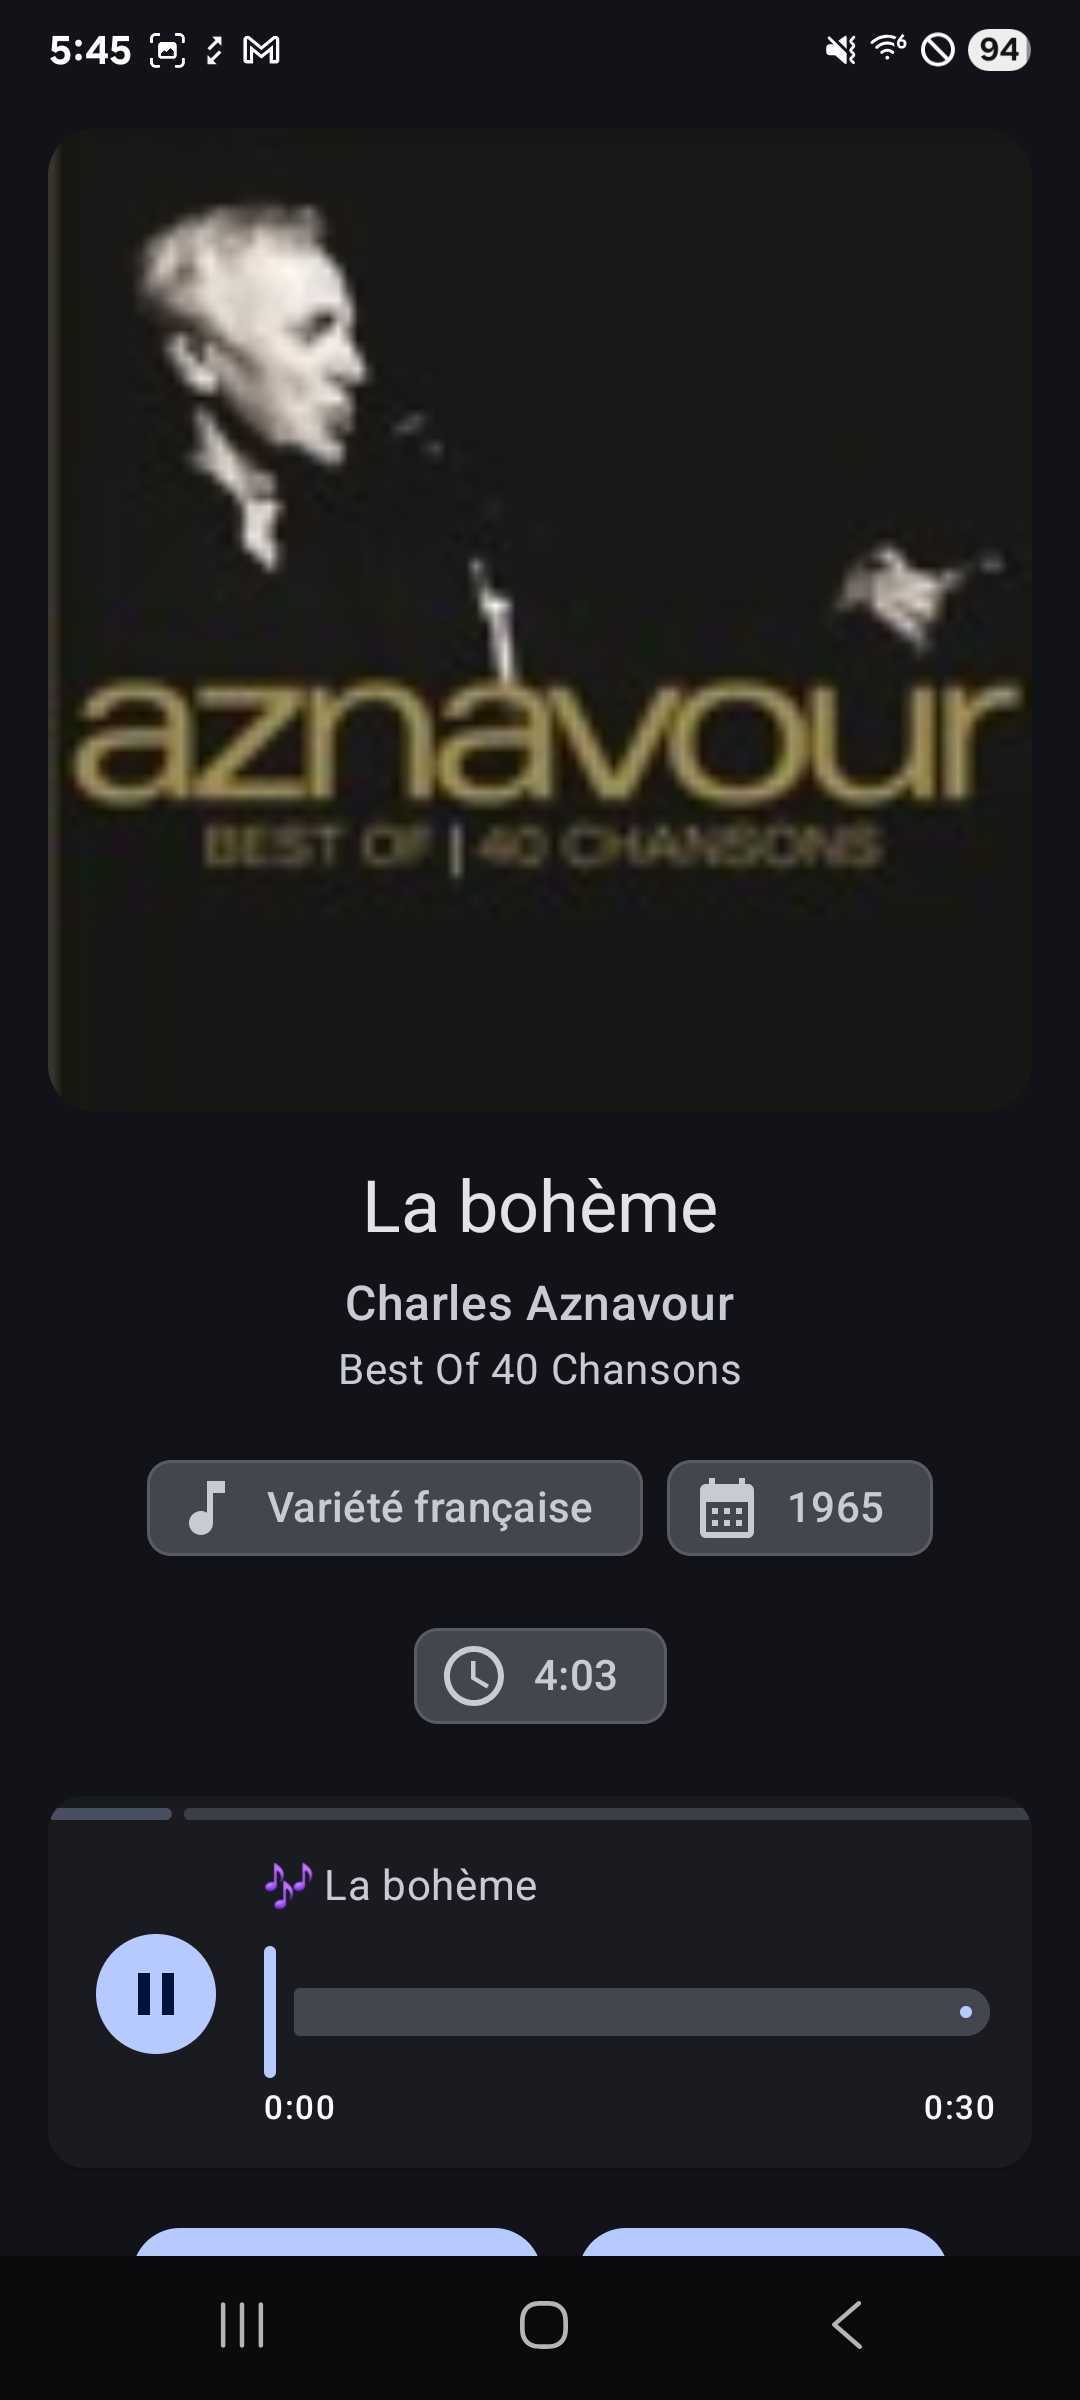 5:45
6
94
aznavour
BEST OF | 40 CHANSONS
La bohème
Charles Aznavour
Best Of 40 Chansons
Variété française
1965
4:03
🎶 La bohème
0:00
0:30